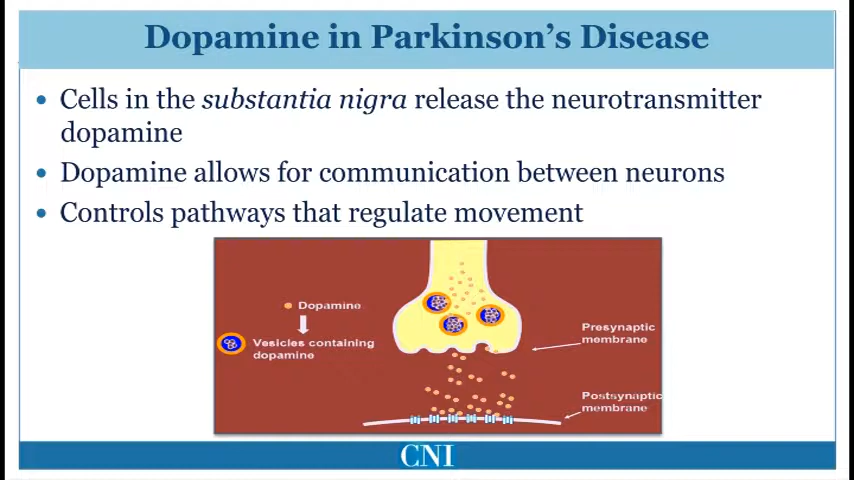 Dopamine in Parkinson's Disease
• Cells in the substantia nigra release the neurotransmitter
dopamine
• Dopamine allows for communication between neurons
• Controls pathways that regulate movement
Dopamine
Vesicles containing
dopamine
Presynaptic
membrane
Postsynaptic
membrane
CNI